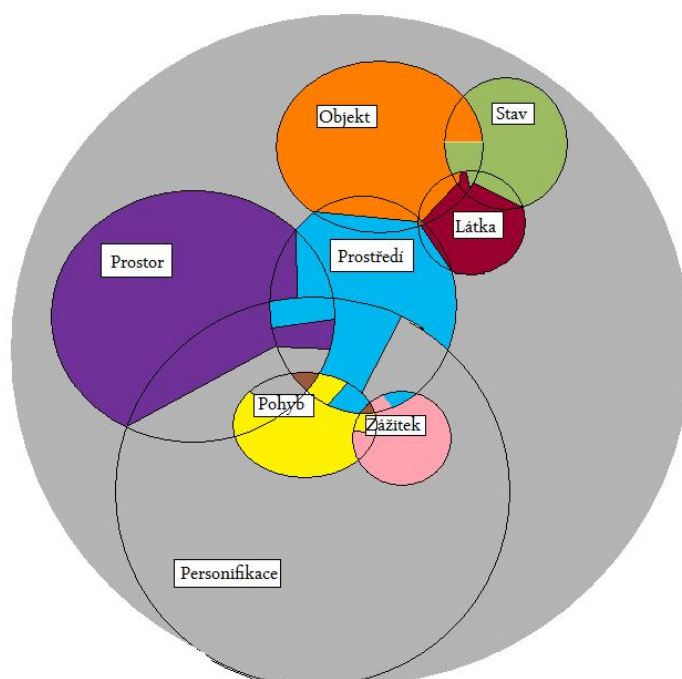 Objekt
Stav
Látka
Prostředí
Prostor
Pohyb
Zážitek
Personifikace